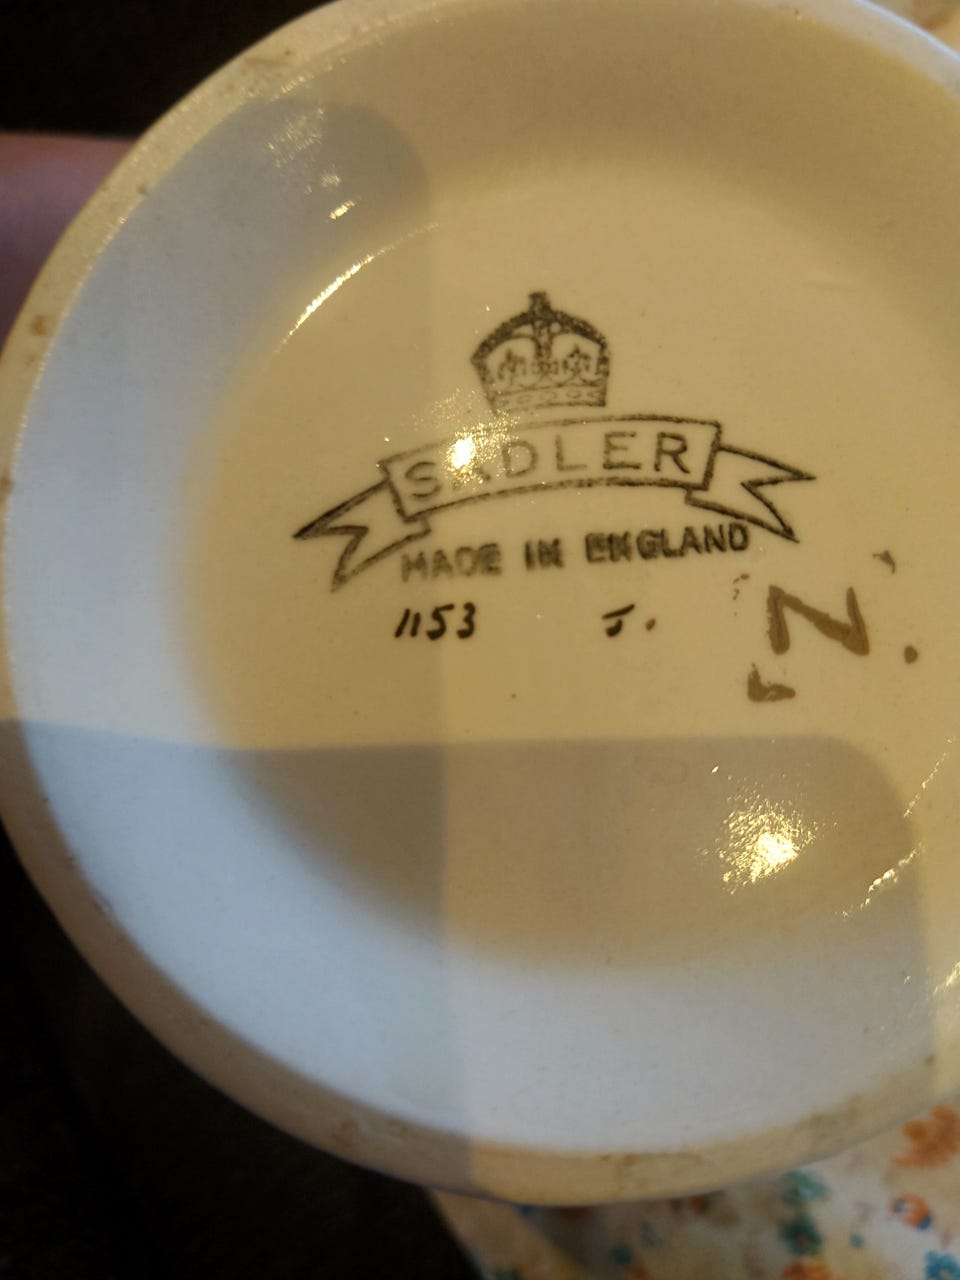 SADLER
MADE IN ENGLAND
1153 J.